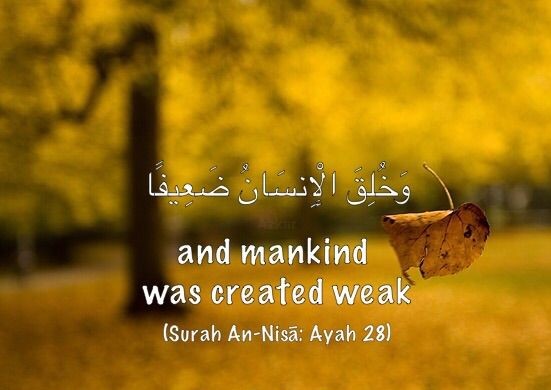 وَخُلِقَ الْإِنسَانُ ضَعِيفًا
and mankind
was created weak
(Surah An-Nisā: Ayah 28)